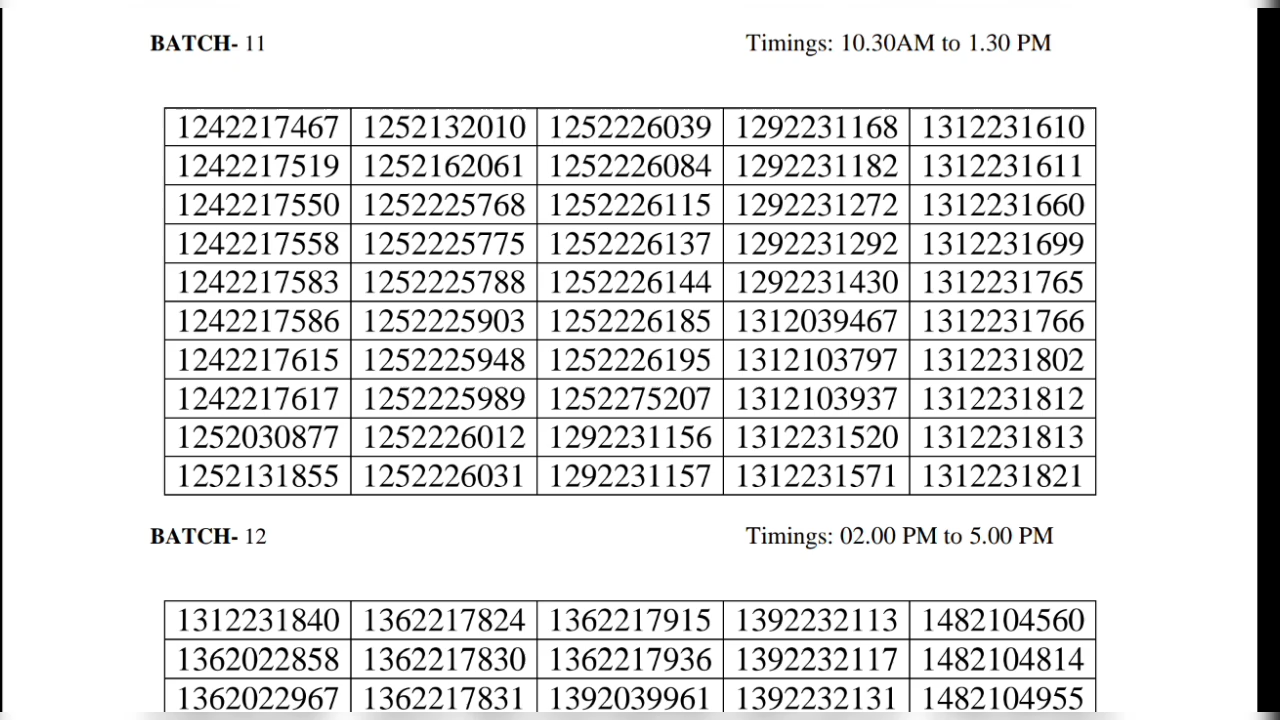 BATCH- 11 Timings: 10.30AM to 1.30 PM
1242217467 1252132010 1252226039 1292231168 1312231610
1242217519 1252162061 1252226084 1292231182 1312231611
1242217550 1252225768 1252226115 1292231272 1312231660
1242217558 1252225775 1252226137 1292231292 1312231699
1242217583 1252225788 1252226144 1292231430 1312231765
1242217586 1252225903 1252226185 1312039467 1312231766
1242217615 1252225948 1252226195 1312103797 1312231802
1242217617 1252225989 1252275207 1312103937 1312231812
1252030877 1252226012 1292231156 1312231520 1312231813
1252131855 1252226031 1292231157 1312231571 1312231821
BATCH- 12 Timings: 02.00 PM to 5.00 PM
1312231840 1362217824 1362217915 1392232113 1482104560
1362022858 1362217830 1362217936 1392232117 1482104814
1362022967 1362217831 1392039961 1392232131 1482104955